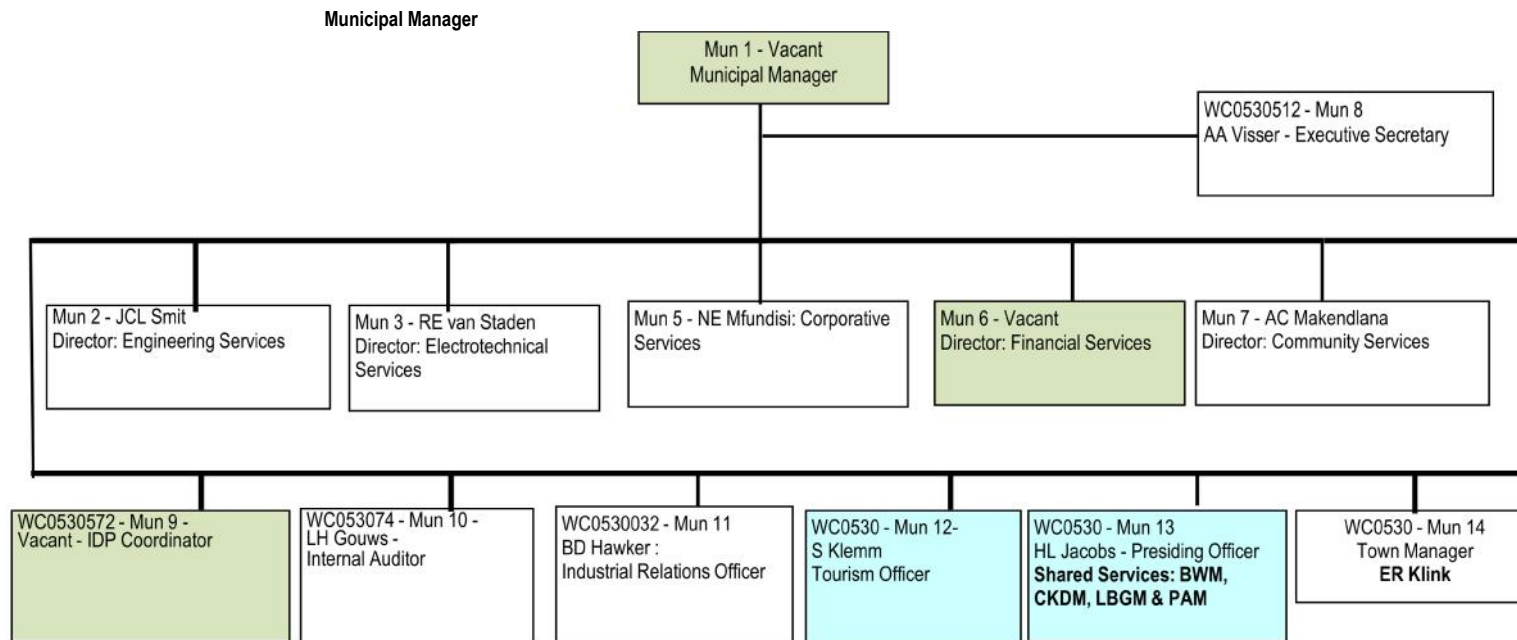 Municipal Manager
Mun 1 - Vacant
Municipal Manager
WC0530512 - Mun 8
AA Visser - Executive Secretary
Mun 2 - JCL Smit
Director: Engineering Services
Mun 3 - RE van Staden
Director: Electrotechnical
Services
Mun 5 - NE Mfundisi: Corporative
Services
Mun 6 - Vacant
Director: Financial Services
Mun 7 - AC Makendlana
Director: Community Services
WC0530572 - Mun 9 -
Vacant - IDP Coordinator
WC053074 - Mun 10 -
LH Gouws -
Internal Auditor
WC0530032 - Mun 11
BD Hawker :
Industrial Relations Officer
WC0530 - Mun 12-
S Klemm
Tourism Officer
WC0530 - Mun 13
HL Jacobs - Presiding Officer
Shared Services: BWM,
CKDM, LBGM & PAM
WC0530 - Mun 14
Town Manager
ER Klink